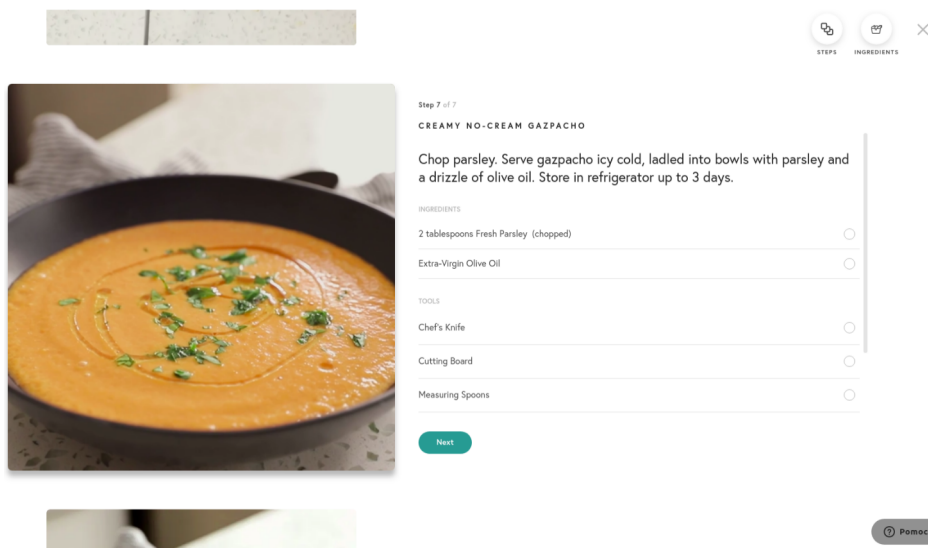 STEPS
INGREDIENTS
Step 7 of 7
CREAMY NO-CREAM GAZPACHO
Chop parsley. Serve gazpacho icy cold, ladled into bowls with parsley and
a drizzle of olive oil. Store in refrigerator up to 3 days.
INGREDIENTS
2 tablespoons Fresh Parsley (chopped)
Extra-Virgin Olive Oil
TOOLS
Chef's Knife
Cutting Board
Measuring Spoons
Next
Pomoc